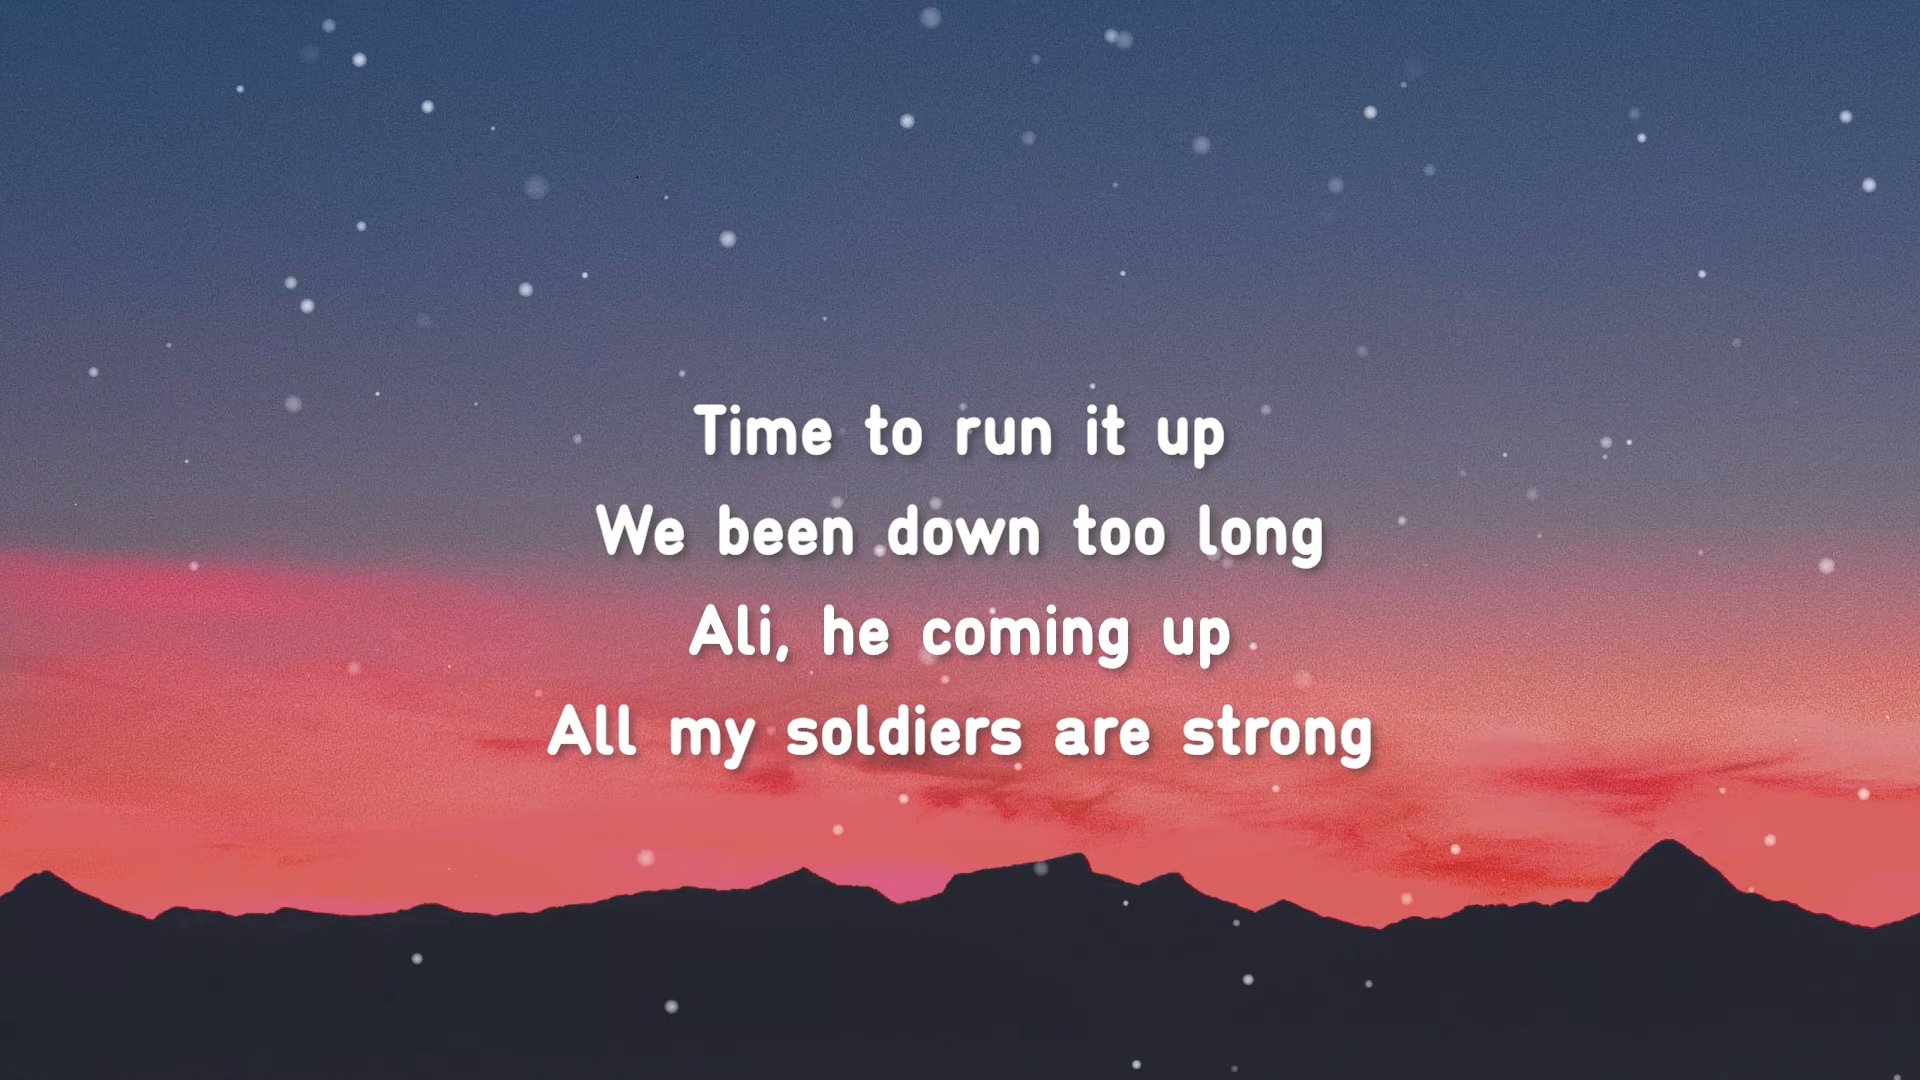 Time to run it up
We been down too long
Ali, he coming up
All my soldiers are strong